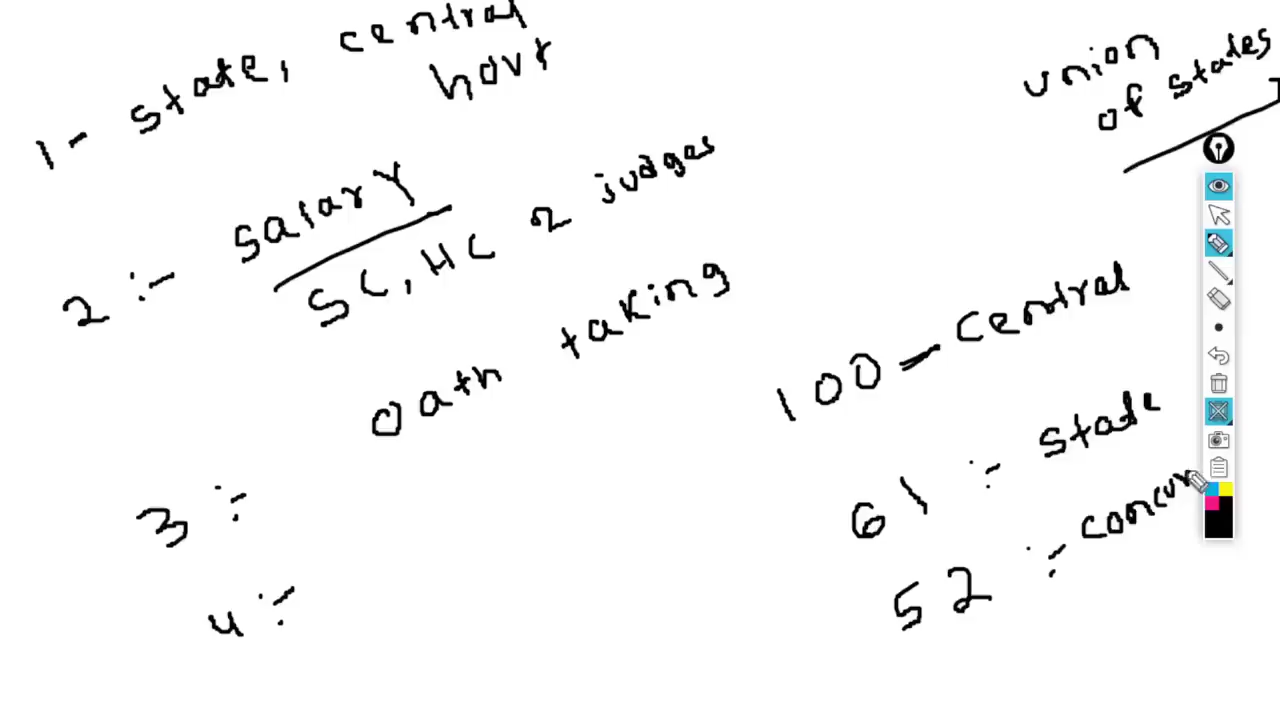 1- state, central
hovt
2 :- salary
SC, HC 2 judges
oath taking
3 :-
4 :-
union
of states
100 - central
61 :- state
52 :- concur